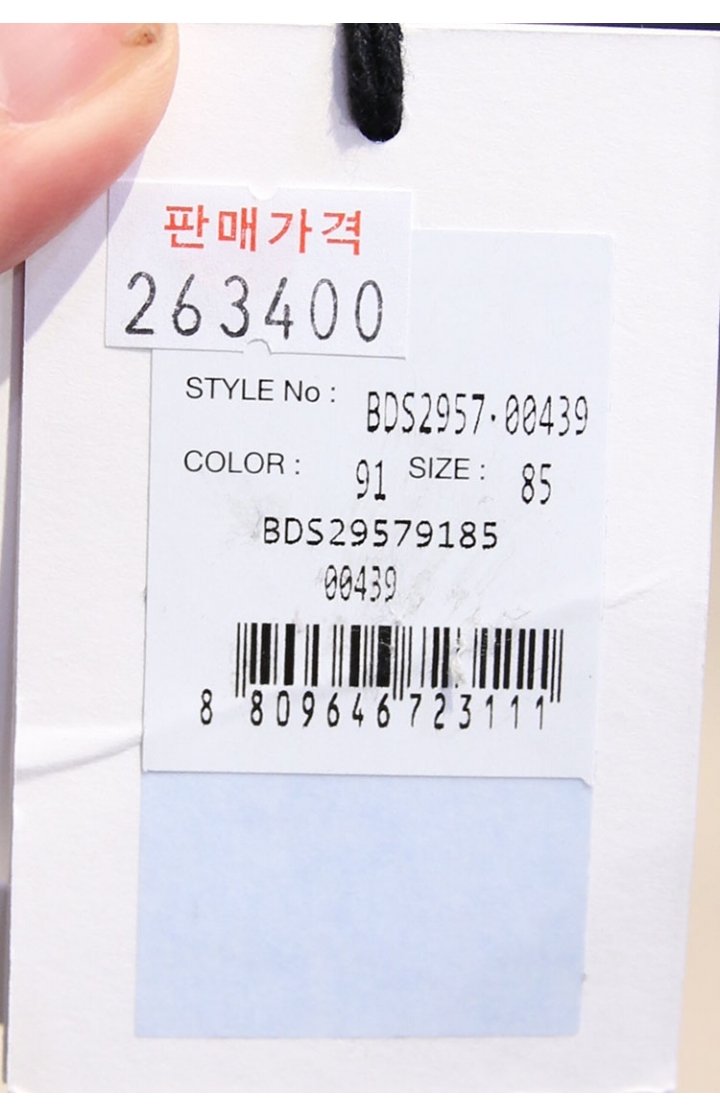 판매가격
263400
STYLE No : BDS2957·00439
COLOR : 91 SIZE : 85
BDS29579185
00439
8 809646 723111